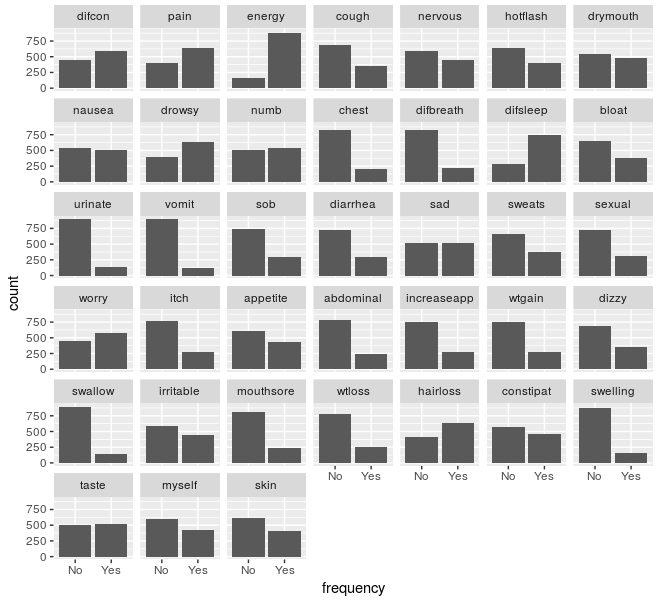 difcon pain energy cough nervous hotflash drymouth
750
500
250
0
nausea drowsy numb chest difbreath difsleep bloat
750
500
250
0
urinate vomit sob diarrhea sad sweats sexual
750
500
250
0
worry itch appetite abdominal increaseapp wtgain dizzy
750
500
250
0
swallow irritable mouthsore wtloss hairloss constipat swelling
750
500
250
0
No Yes No Yes No Yes No Yes
taste myself skin
750
500
250
0
No Yes No Yes No Yes
count
frequency